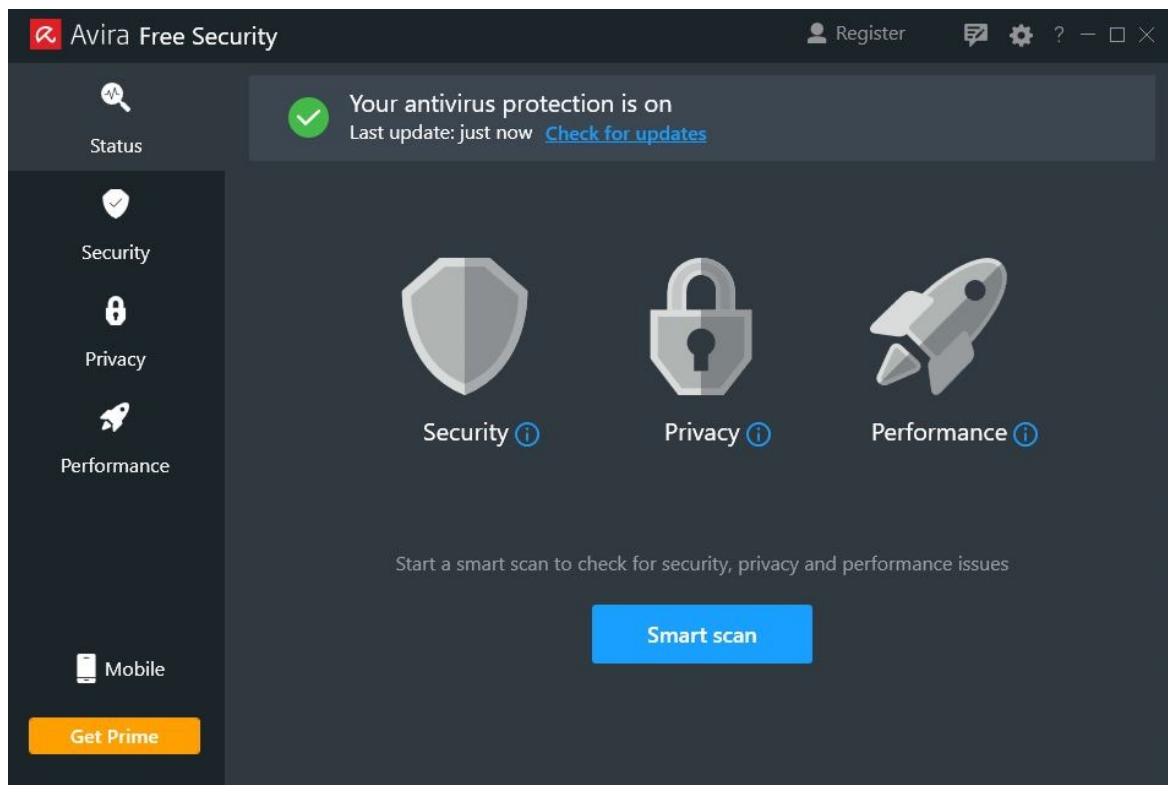 Avira Free Security
Register
?
Status
Security
Privacy
Performance
Mobile
Get Prime
Your antivirus protection is on
Last update: just now Check for updates
Security
Privacy
Performance
Start a smart scan to check for security, privacy and performance issues
Smart scan